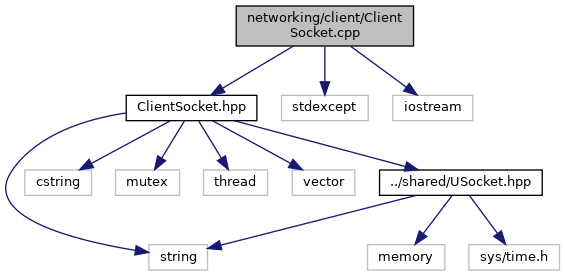 networking/client/Client
Socket.cpp
ClientSocket.hpp
stdexcept
iostream
cstring
mutex
thread
vector
../shared/USocket.hpp
string
memory
sys/time.h